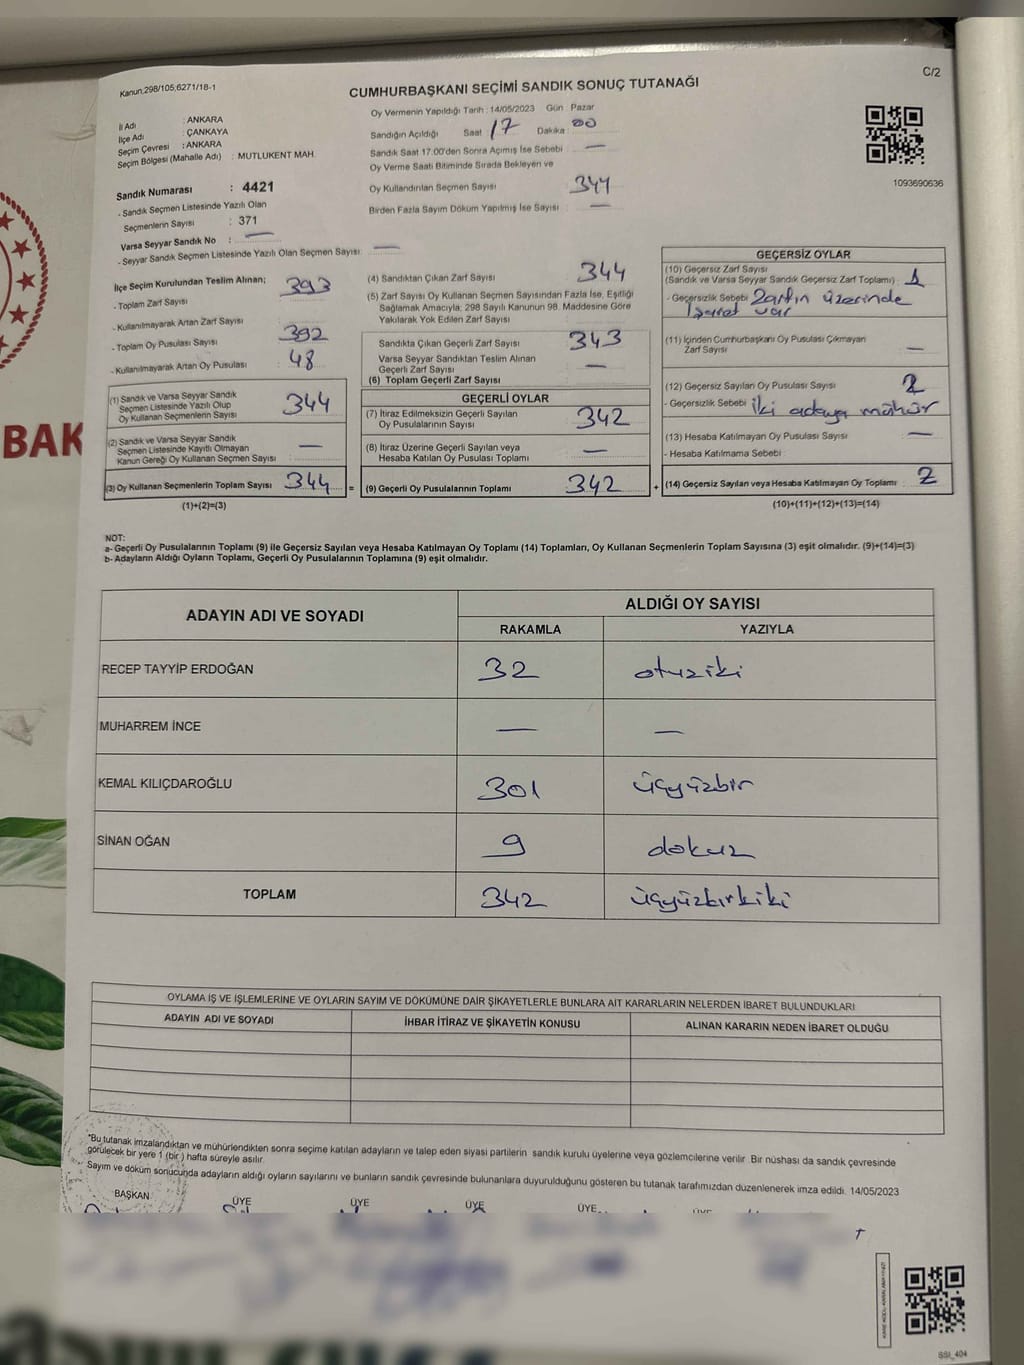 C/2
Kanun,298/105;6271/18-1
CUMHURBAŞKANI SEÇİMİ SANDIK SONUÇ TUTANAĞI
İl Adı : ANKARA
İlçe Adı : ÇANKAYA
Seçim Çevresi : ANKARA
Seçim Bölgesi (Mahalle Adı) : MUTLUKENT MAH.
Sandık Numarası : 4421
- Sandık Seçmen Listesinde Yazılı Olan
Seçmenlerin Sayısı : 371
Varsa Seyyar Sandık No : —
- Seyyar Sandık Seçmen Listesinde Yazılı Olan Seçmen Sayısı: —
Oy Vermenin Yapıldığı Tarih : 14/05/2023 Gün : Pazar
Sandığın Açıldığı Saat 17 Dakika 00
Sandık Saat 17.00'den Sonra Açımış İse Sebebi —
Oy Verme Saati Bitiminde Sırada Bekleyen ve
Oy Kullandırılan Seçmen Sayısı 344
Birden Fazla Sayım Döküm Yapılmış İse Sayısı —
1093690636
İlçe Seçim Kurulundan Teslim Alınan;
- Toplam Zarf Sayısı 393
- Kullanılmayarak Artan Zarf Sayısı
- Toplam Oy Pusulası Sayısı 392
- Kullanılmayarak Artan Oy Pusulası 48
(1) Sandık ve Varsa Seyyar Sandık
Seçmen Listesinde Yazılı Olup
Oy Kullanan Seçmenlerin Sayısı 344
(2) Sandık ve Varsa Seyyar Sandık
Seçmen Listesinde Kayıtlı Olmayan
Kanun Gereği Oy Kullanan Seçmen Sayısı —
(3) Oy Kullanan Seçmenlerin Toplam Sayısı 344 =
(1)+(2)=(3)
(4) Sandıktan Çıkan Zarf Sayısı 344
(5) Zarf Sayısı Oy Kullanan Seçmen Sayısından Fazla İse, Eşitliği
Sağlamak Amacıyla, 298 Sayılı Kanunun 98. Maddesine Göre
Yakılarak Yok Edilen Zarf Sayısı
Sandıkta Çıkan Geçerli Zarf Sayısı 343
Varsa Seyyar Sandıktan Teslim Alınan
Geçerli Zarf Sayısı —
(6) Toplam Geçerli Zarf Sayısı
GEÇERLİ OYLAR
(7) İtiraz Edilmeksizin Geçerli Sayılan
Oy Pusulalarının Sayısı 342
(8) İtiraz Üzerine Geçerli Sayılan veya
Hesaba Katılan Oy Pusulası Toplamı —
(9) Geçerli Oy Pusulalarının Toplamı 342 +
GEÇERSİZ OYLAR
(10) Geçersiz Zarf Sayısı
(Sandık ve Varsa Seyyar Sandık Geçersiz Zarf Toplamı) : 1
- Geçersizlik Sebebi Zarfın üzerinde
işaret var
(11) İçinden Cumhurbaşkanı Oy Pusulası Çıkmayan
Zarf Sayısı —
(12) Geçersiz Sayılan Oy Pusulası Sayısı
- Geçersizlik Sebebi iki adaya mühür
(13) Hesaba Katılmayan Oy Pusulası Sayısı —
- Hesaba Katılmama Sebebi
(14) Geçersiz Sayılan veya Hesaba Katılmayan Oy Toplamı : 2
(10)+(11)+(12)+(13)=(14)
NOT:
a- Geçerli Oy Pusulalarının Toplamı (9) ile Geçersiz Sayılan veya Hesaba Katılmayan Oy Toplamı (14) Toplamları, Oy Kullanan Seçmenlerin Toplam Sayısına (3) eşit olmalıdır. (9)+(14)=(3)
b- Adayların Aldığı Oyların Toplamı, Geçerli Oy Pusulalarının Toplamına (9) eşit olmalıdır.
ADAYIN ADI VE SOYADI
ALDIĞI OY SAYISI
RAKAMLA YAZIYLA
RECEP TAYYİP ERDOĞAN 32 otuziki
MUHARREM İNCE — —
KEMAL KILIÇDAROĞLU 301 üçyüzbir
SİNAN OĞAN 9 dokuz
TOPLAM 342 üçyüzkırkiki
OYLAMA İŞ VE İŞLEMLERİNE VE OYLARIN SAYIM VE DÖKÜMÜNE DAİR ŞİKAYETLERLE BUNLARA AİT KARARLARIN NELERDEN İBARET BULUNDUKLARI
ADAYIN ADI VE SOYADI İHBAR İTİRAZ VE ŞİKAYETİN KONUSU ALINAN KARARIN NEDEN İBARET OLDUĞU
*Bu tutanak imzalandıktan ve mühürlendikten sonra seçime katılan adayların ve talep eden siyasi partilerin sandık kurulu üyelerine veya gözlemcilerine verilir. Bir nüshası da sandık çevresinde
görülecek bir yere 1 (bir) hafta süreyle asılır.
Sayım ve döküm sonucunda adayların aldığı oyların sayılarını ve bunların sandık çevresinde bulunanlara duyurulduğunu gösteren bu tutanak tarafımızdan düzenlenerek imza edildi. 14/05/2023
BAŞKAN ÜYE ÜYE ÜYE ÜYE ÜYE
SSI_404
BAK